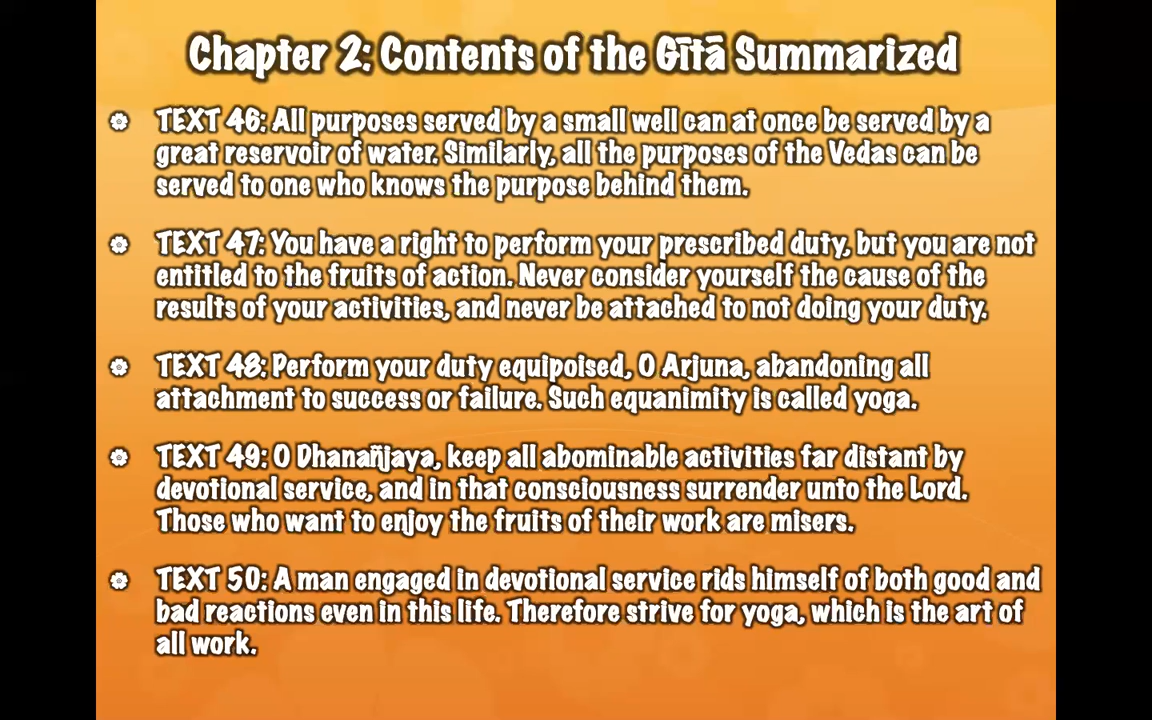 Chapter 2: Contents of the Gītā Summarized
TEXT 46: All purposes served by a small well can at once be served by a
great reservoir of water. Similarly, all the purposes of the Vedas can be
served to one who knows the purpose behind them.
TEXT 47: You have a right to perform your prescribed duty, but you are not
entitled to the fruits of action. Never consider yourself the cause of the
results of your activities, and never be attached to not doing your duty.
TEXT 48: Perform your duty equipoised, O Arjuna, abandoning all
attachment to success or failure. Such equanimity is called yoga.
TEXT 49: O Dhanañjaya, keep all abominable activities far distant by
devotional service, and in that consciousness surrender unto the Lord.
Those who want to enjoy the fruits of their work are misers.
TEXT 50: A man engaged in devotional service rids himself of both good and
bad reactions even in this life. Therefore strive for yoga, which is the art of
all work.